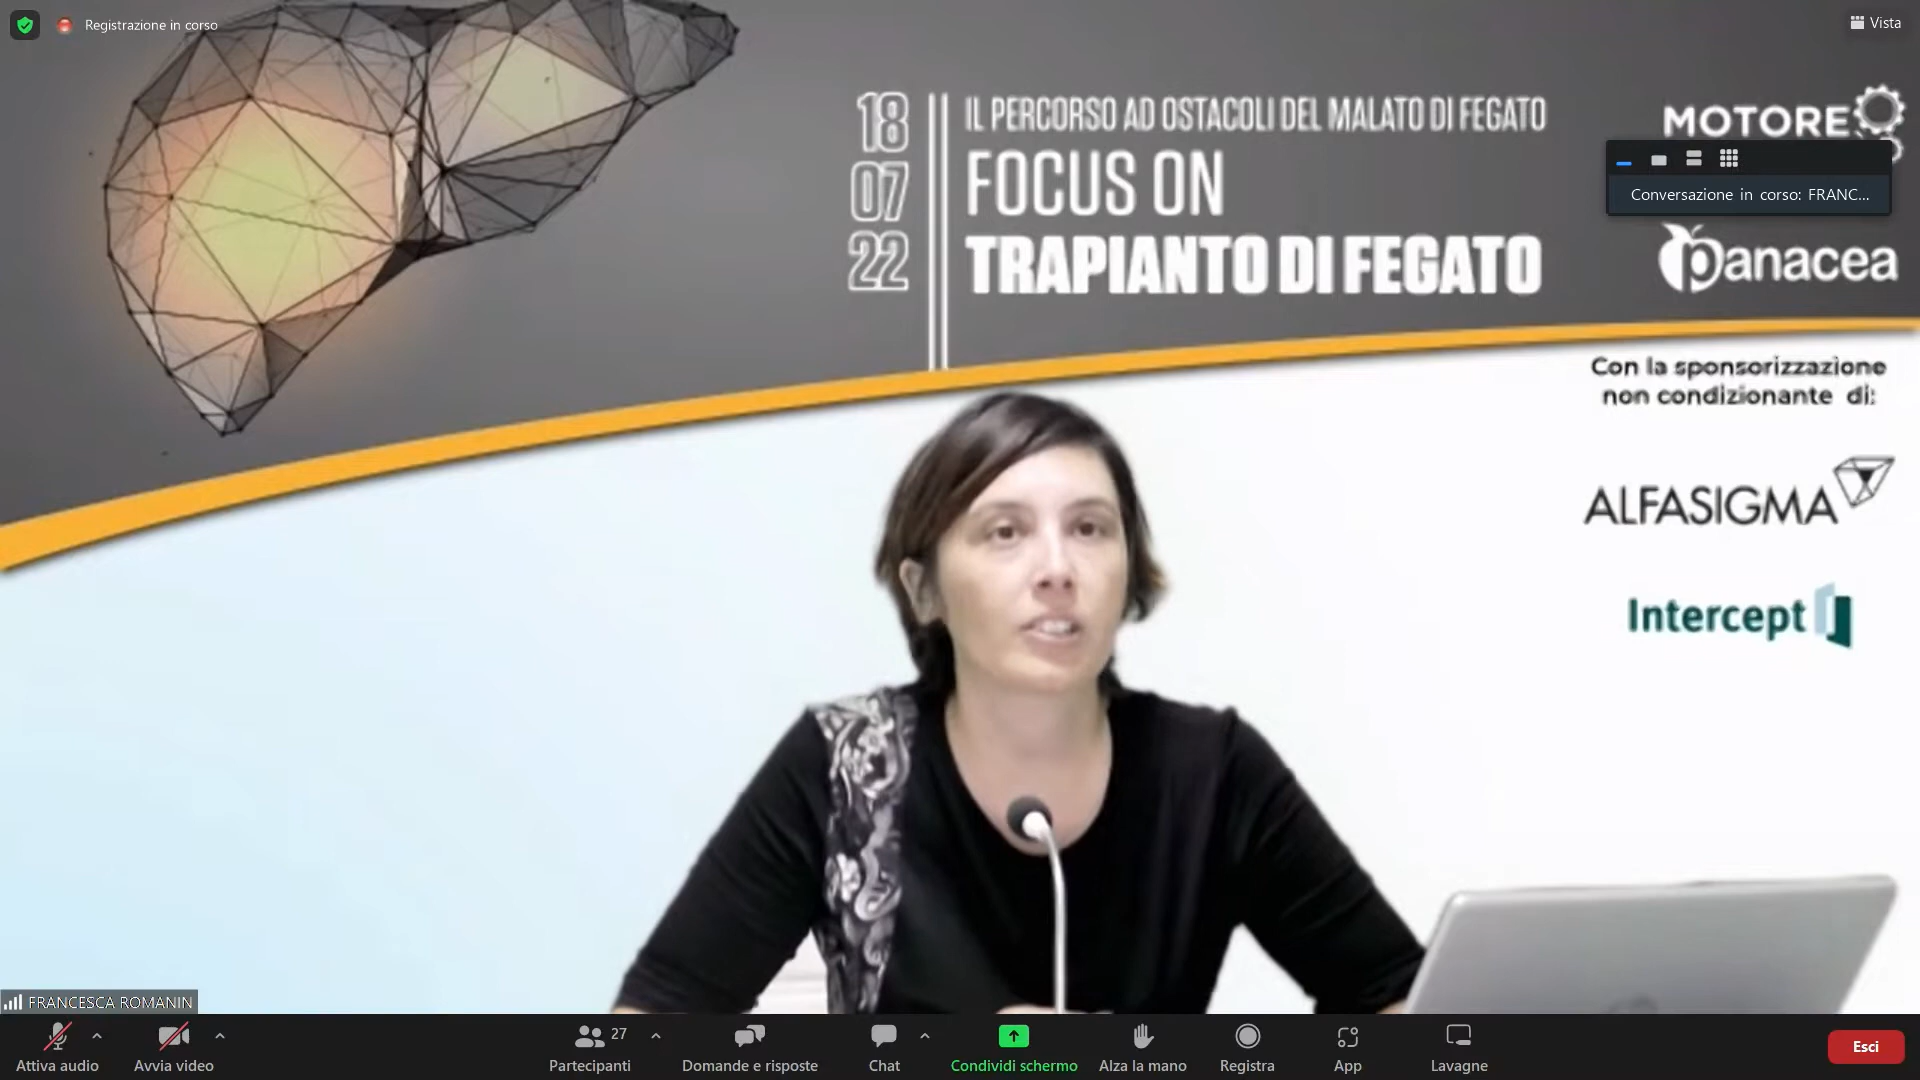 Registrazione in corso
Vista
18
07
22
IL PERCORSO AD OSTACOLI DEL MALATO DI FEGATO
FOCUS ON
TRAPIANTO DI FEGATO
MOTORE
Conversazione in corso: FRANC...
panacea
Con la sponsorizzazione
non condizionante di:
ALFASIGMA
Intercept
FRANCESCA ROMANIN
Attiva audio
Avvia video
Partecipanti
27
Domande e risposte
Chat
Condividi schermo
Alza la mano
Registra
App
Lavagne
Esci